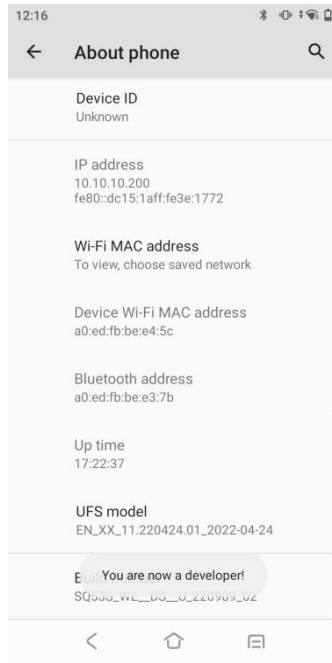 12:16
About phone
Device ID
Unknown
IP address
10.10.10.200
fe80::dc15:1aff:fe3e:1772
Wi-Fi MAC address
To view, choose saved network
Device Wi-Fi MAC address
a0:ed:fb:be:e4:5c
Bluetooth address
a0:ed:fb:be:e3:7b
Up time
17:22:37
UFS model
EN_XX_11.220424.01_2022-04-24
You are now a developer!